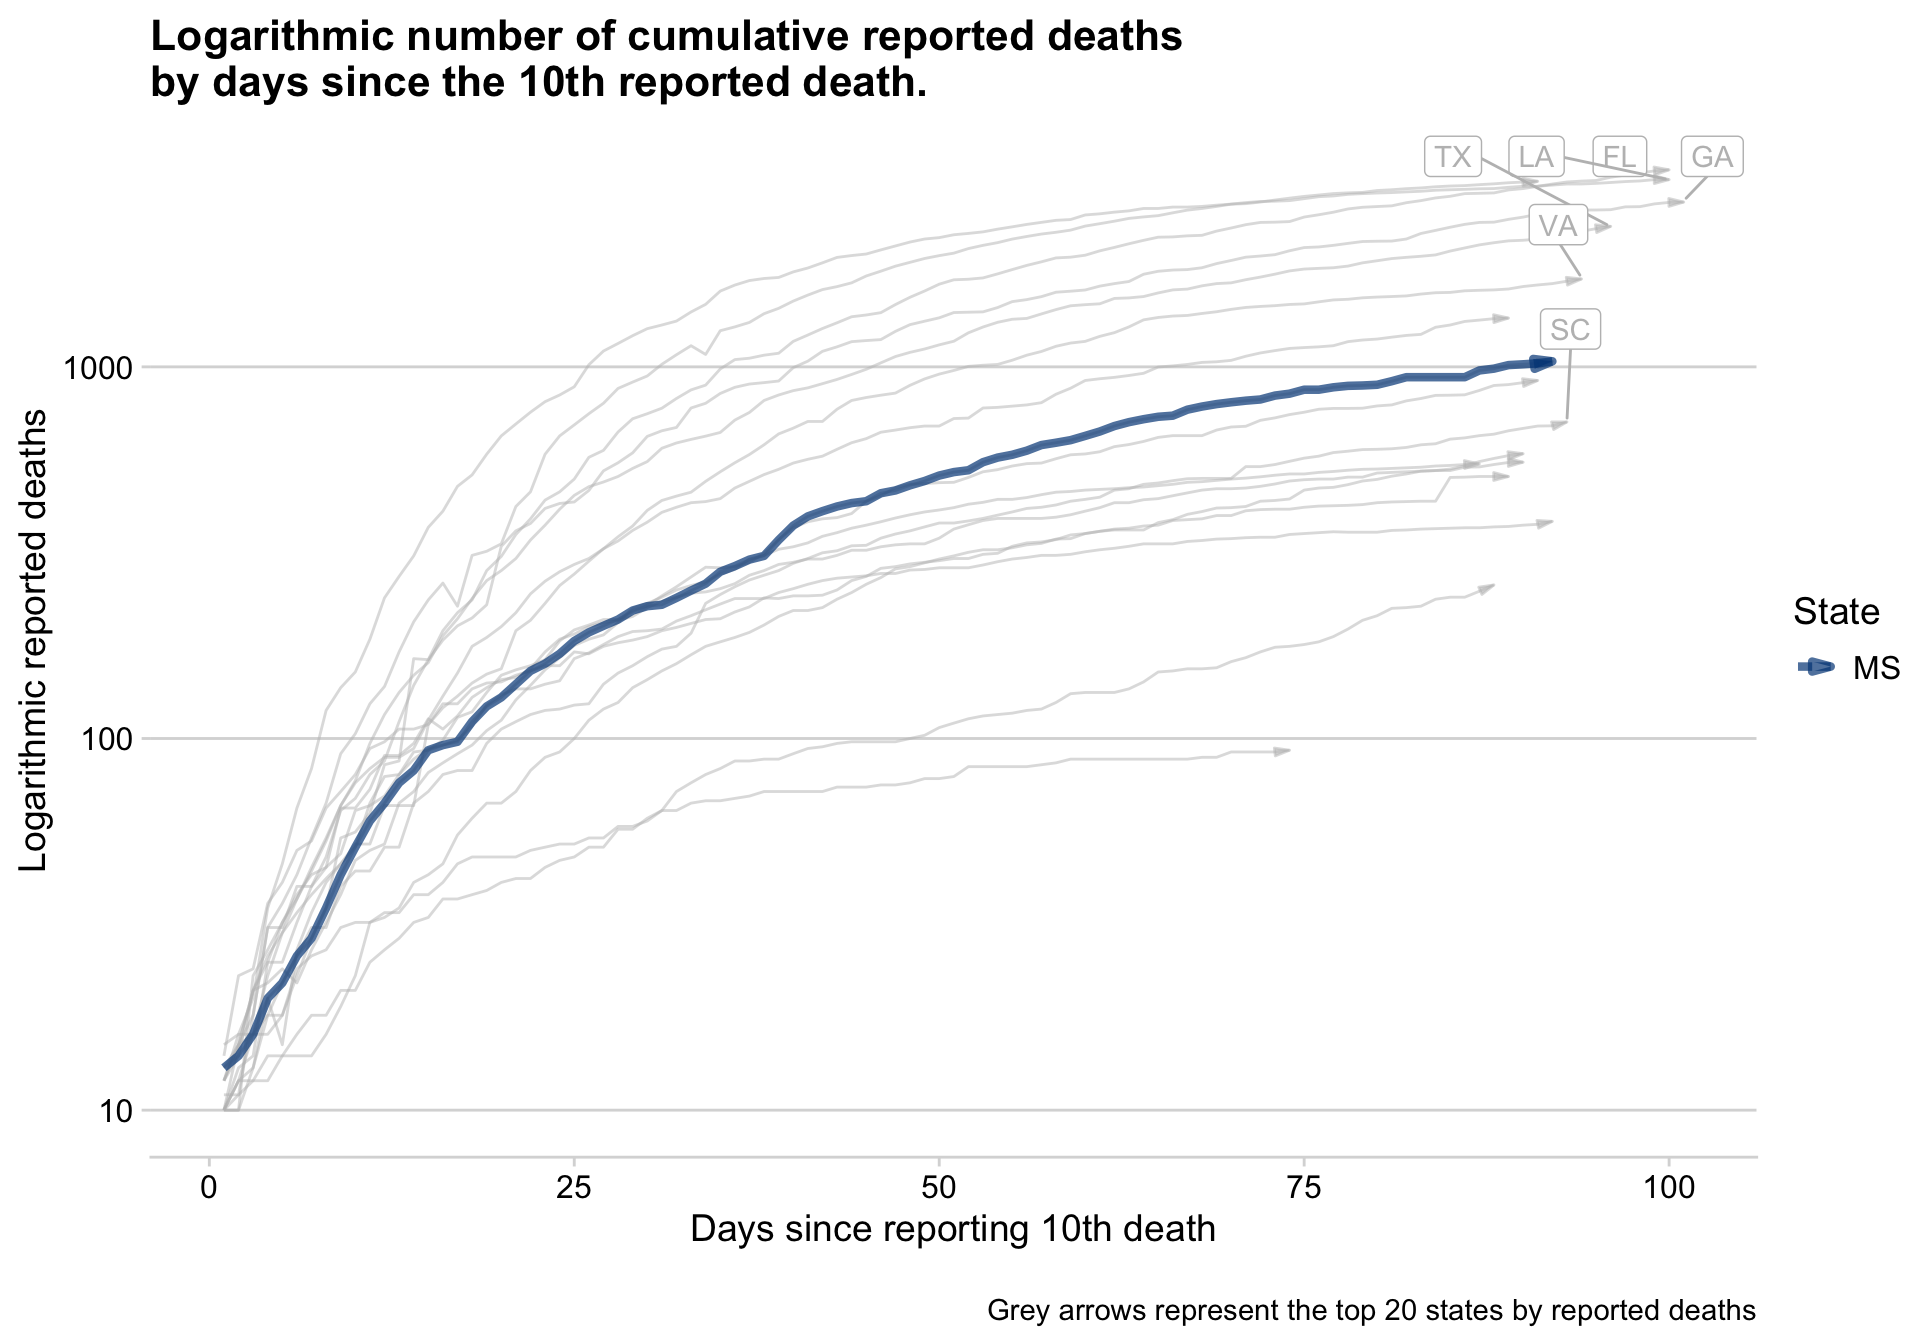 Logarithmic number of cumulative reported deaths
by days since the 10th reported death.
TX
LA
FL
GA
VA
SC
1000
100
10
Logarithmic reported deaths
0
25
50
75
100
Days since reporting 10th death
State
MS
Grey arrows represent the top 20 states by reported deaths